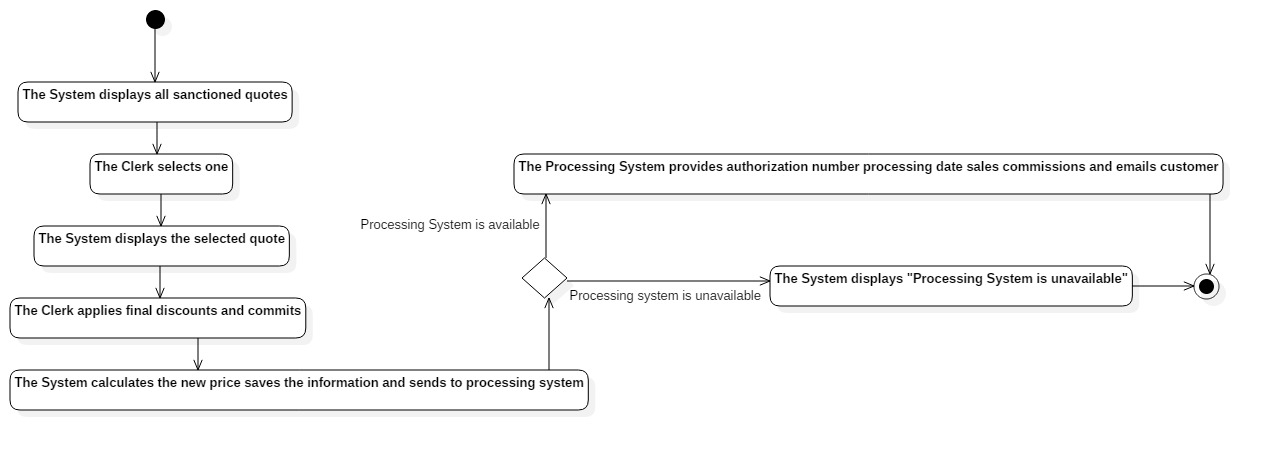 The System displays all sanctioned quotes
The Clerk selects one
The System displays the selected quote
The Clerk applies final discounts and commits
The System calculates the new price saves the information and sends to processing system
The Processing System provides authorization number processing date sales commissions and emails customer
Processing System is available
Processing system is unavailable
The System displays "Processing System is unavailable"